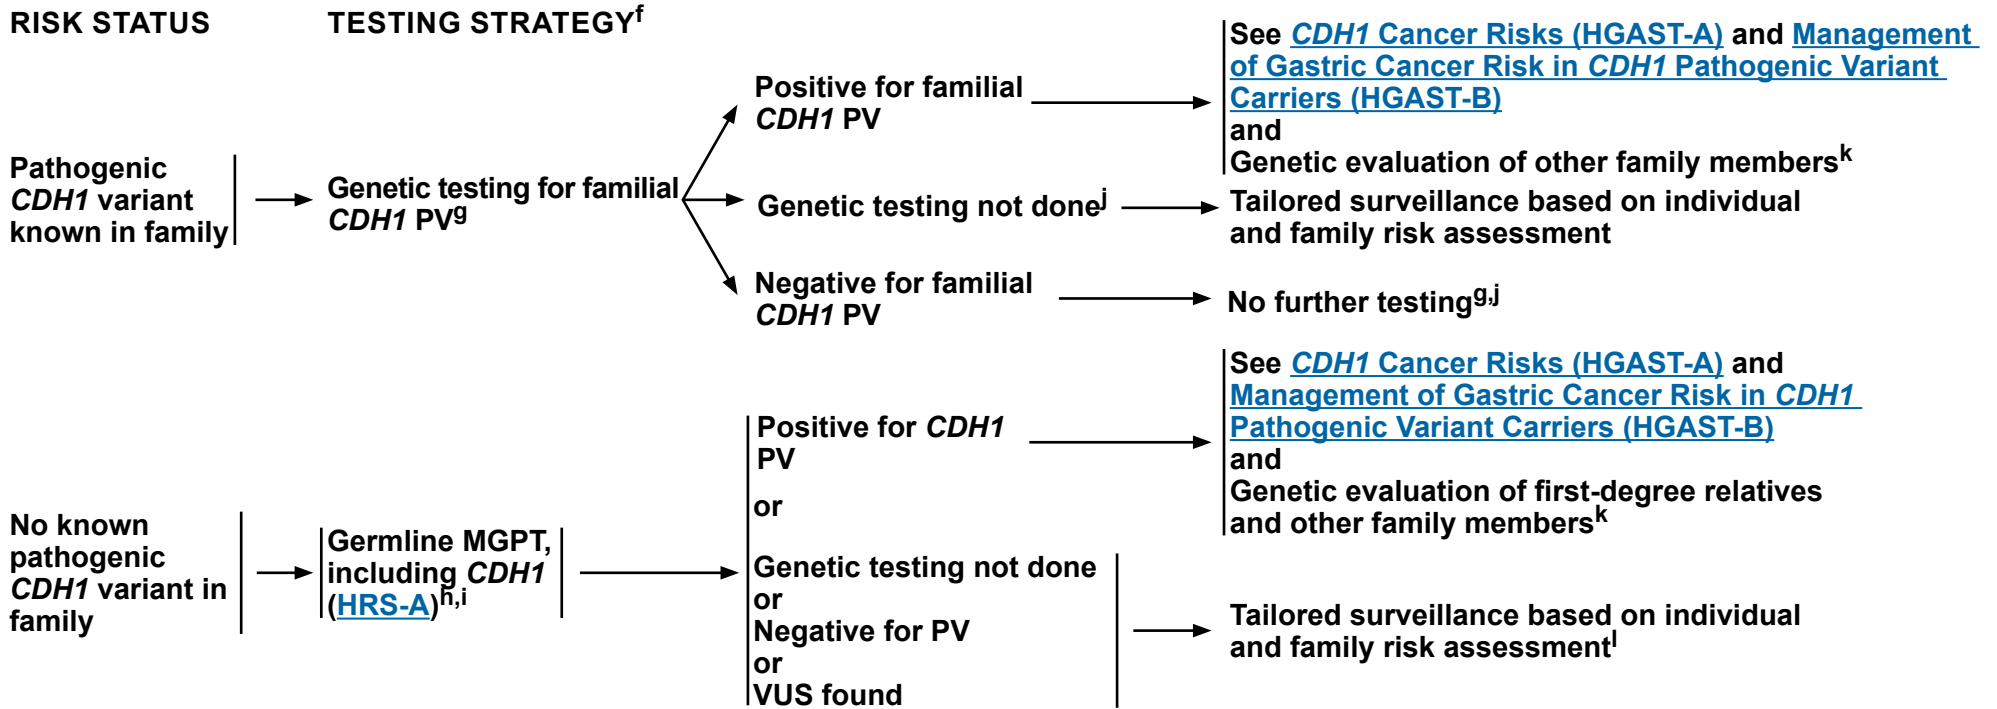 RISK STATUS
TESTING STRATEGYf
Pathogenic
CDH1 variant
known in family
Genetic testing for familial
CDH1 PVg
Positive for familial
CDH1 PV
See CDH1 Cancer Risks (HGAST-A) and Management
of Gastric Cancer Risk in CDH1 Pathogenic Variant
Carriers (HGAST-B)
and
Genetic evaluation of other family membersk
Genetic testing not donej
Tailored surveillance based on individual
and family risk assessment
Negative for familial
CDH1 PV
No further testingg,j
No known
pathogenic
CDH1 variant in
family
Germline MGPT,
including CDH1
(HRS-A)h,i
Positive for CDH1
PV
or
See CDH1 Cancer Risks (HGAST-A) and
Management of Gastric Cancer Risk in CDH1
Pathogenic Variant Carriers (HGAST-B)
and
Genetic evaluation of first-degree relatives
and other family membersk
Genetic testing not done
or
Negative for PV
or
VUS found
Tailored surveillance based on individual
and family risk assessmentl